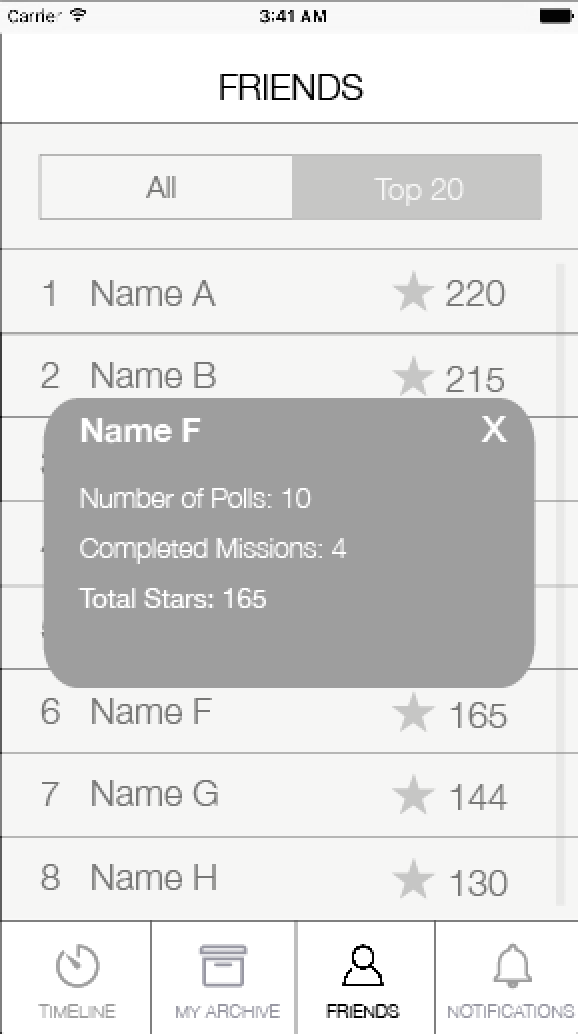 Carrier 3:41 AM
FRIENDS
All Top 20
1 Name A 220
2 Name B 215
Name F X
Number of Polls: 10
Completed Missions: 4
Total Stars: 165
6 Name F 165
7 Name G 144
8 Name H 130
TIMELINE MY ARCHIVE FRIENDS NOTIFICATIONS